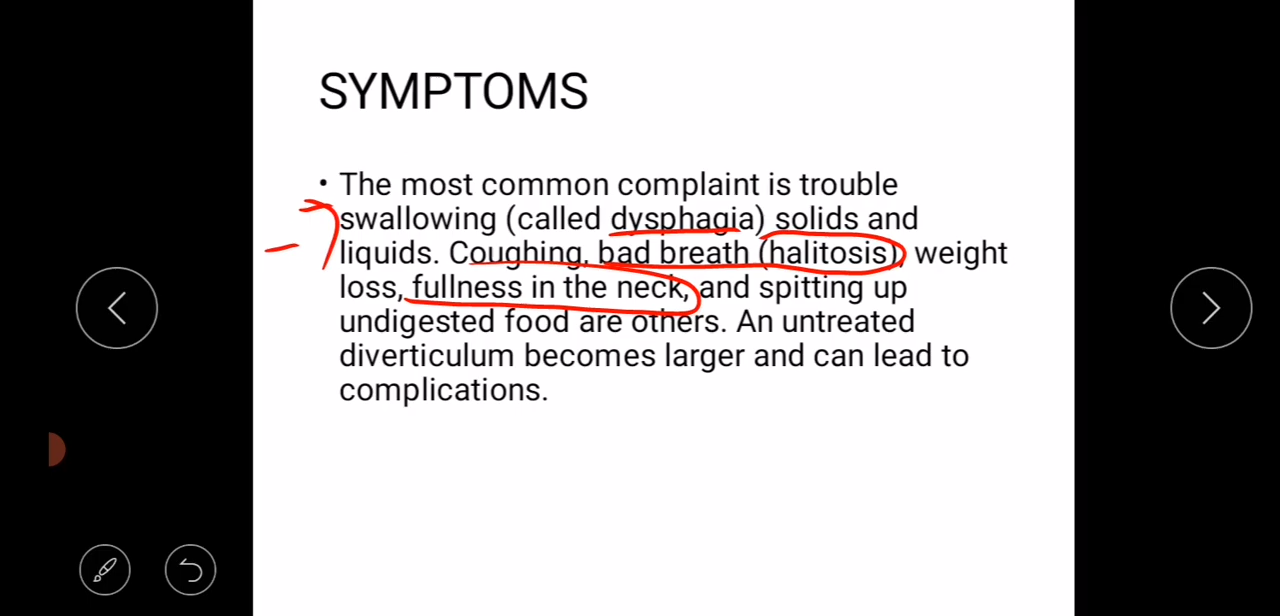 SYMPTOMS
• The most common complaint is trouble
swallowing (called dysphagia) solids and
liquids. Coughing, bad breath (halitosis), weight
loss, fullness in the neck, and spitting up
undigested food are others. An untreated
diverticulum becomes larger and can lead to
complications.